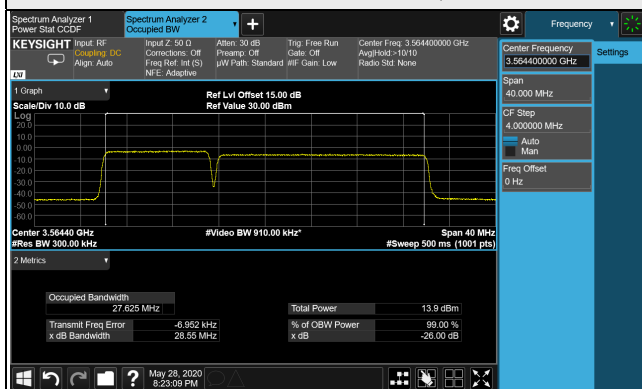 Spectrum Analyzer 1
Power Stat CCDF
Spectrum Analyzer 2
Occupied BW
Frequency
KEYSIGHT
LXI
Input: RF
Coupling: DC
Align: Auto
Input Z: 50 Ω
Corrections: Off
Freq Ref: Int (S)
NFE: Adaptive
Atten: 30 dB
Preamp: Off
µW Path: Standard
Trig: Free Run
Gate: Off
#IF Gain: Low
Center Freq: 3.564400000 GHz
Avg|Hold:>10/10
Radio Std: None
Center Frequency
3.564400000 GHz
Settings
Span
40.000 MHz
CF Step
4.000000 MHz
Auto
Man
Freq Offset
0 Hz
1 Graph
Scale/Div 10.0 dB
Ref Lvl Offset 15.00 dB
Ref Value 30.00 dBm
Log
20.0
10.0
0.00
-10.0
-20.0
-30.0
-40.0
-50.0
-60.0
Center 3.56440 GHz
#Res BW 300.00 kHz
#Video BW 910.00 kHz*
Span 40 MHz
#Sweep 500 ms (1001 pts)
2 Metrics
Occupied Bandwidth
27.625 MHz
Total Power 13.9 dBm
Transmit Freq Error -6.952 kHz
% of OBW Power 99.00 %
x dB Bandwidth 28.55 MHz
x dB -26.00 dB
?
May 28, 2020
8:23:09 PM